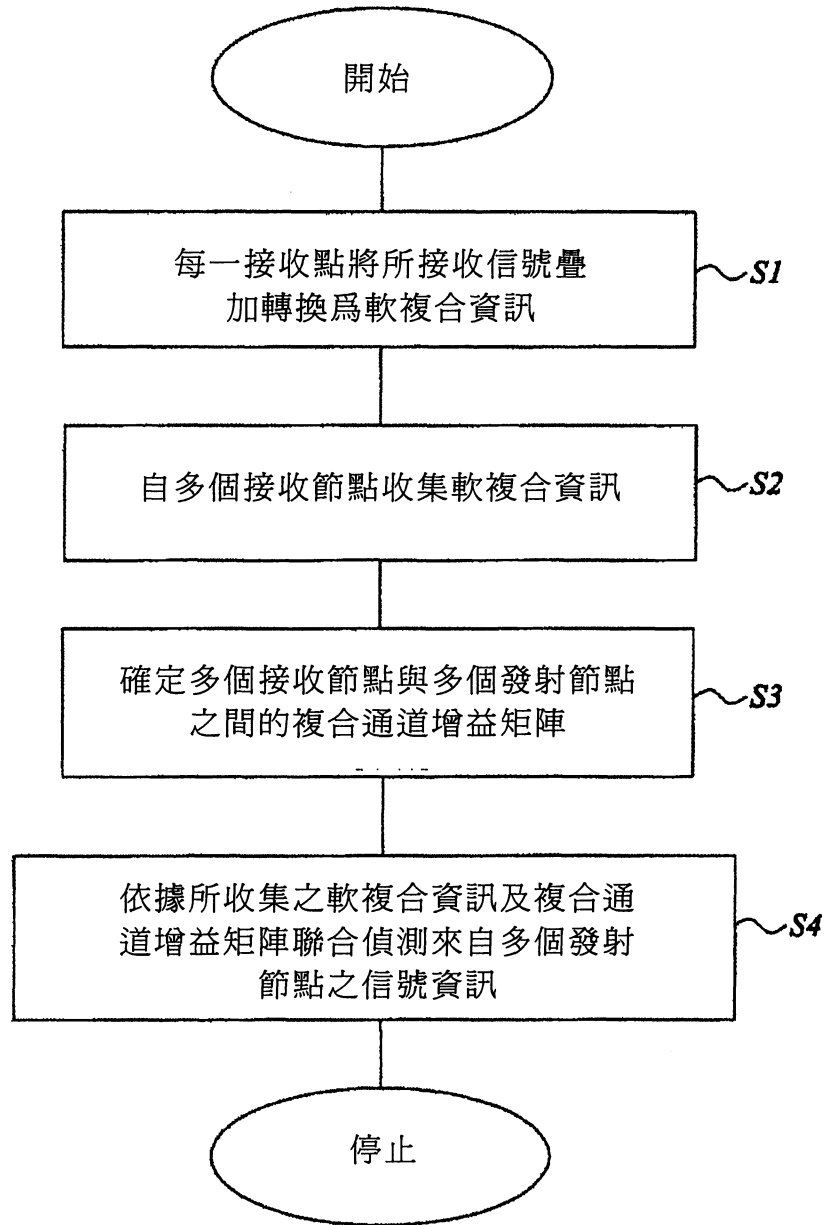 開始
每一接收點將所接收信號疊
加轉換爲軟複合資訊
S1
自多個接收節點收集軟複合資訊
S2
確定多個接收節點與多個發射節點
之間的複合通道增益矩陣
S3
依據所收集之軟複合資訊及複合通
道增益矩陣聯合偵測來自多個發射
節點之信號資訊
S4
停止